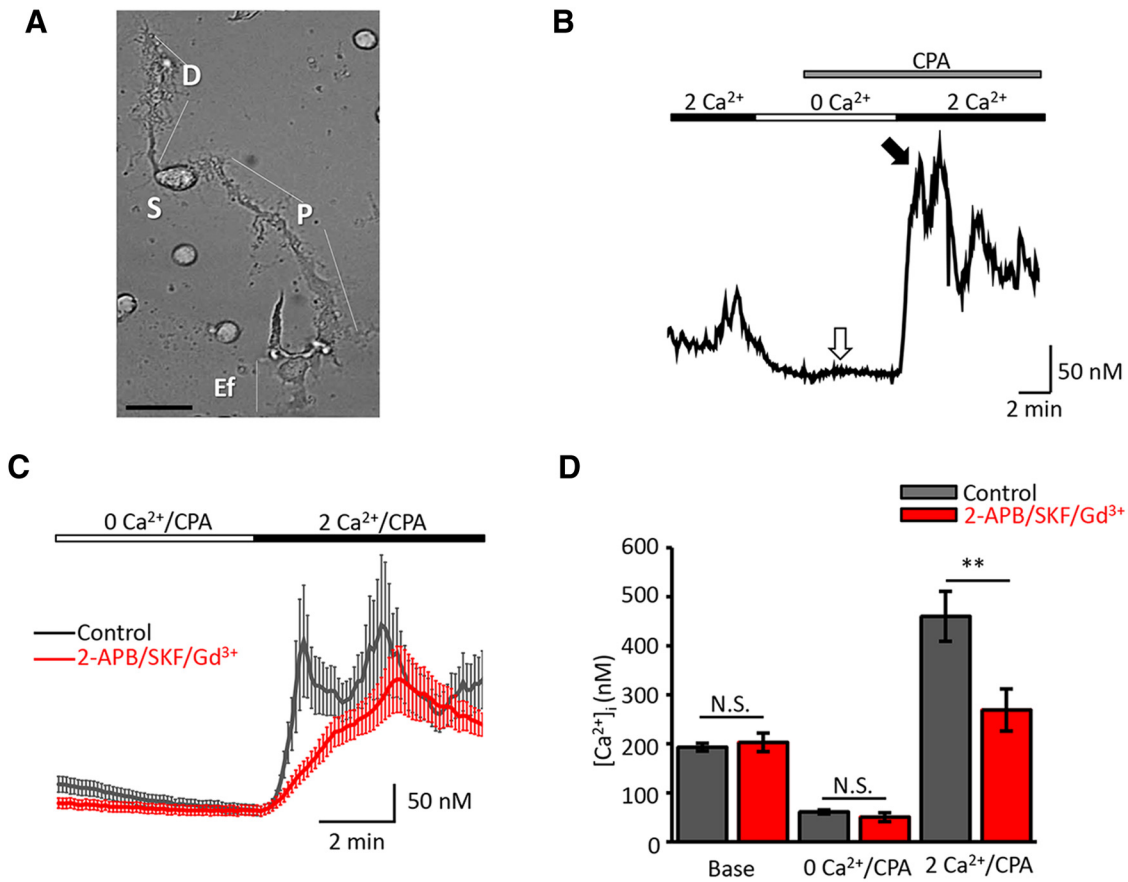 A
D
S
P
Ef
B
CPA
2 Ca²⁺ 0 Ca²⁺ 2 Ca²⁺
50 nM
2 min
C
0 Ca²⁺/CPA 2 Ca²⁺/CPA
Control
2-APB/SKF/Gd³⁺
50 nM
2 min
D
Control
2-APB/SKF/Gd³⁺
[Ca²⁺]ᵢ (nM)
600
500
400
300
200
100
0
**
N.S.
N.S.
Base 0 Ca²⁺/CPA 2 Ca²⁺/CPA